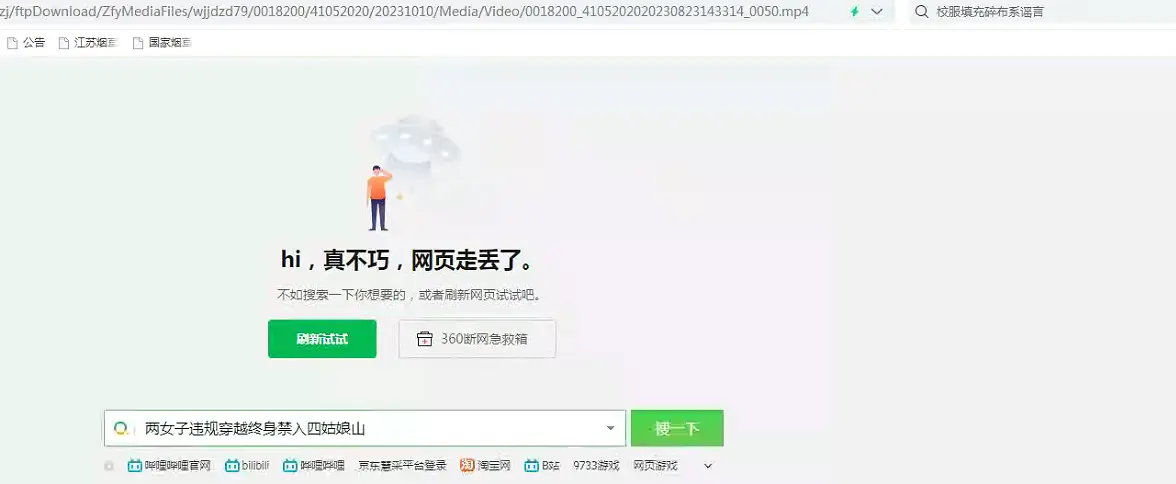 zj/ftpDownload/ZfyMediaFiles/wjjdzd79/0018200/41052020/20231010/Media/Video/0018200_4105202020230823143314_0050.mp4 校服填充碎布系谣言
公告 江苏烟草 国家烟草
hi，真不巧，网页走丢了。
不如搜索一下你想要的，或者刷新网页试试吧。
刷新试试 360断网急救箱
两女子违规穿越终身禁入四姑娘山 搜一下
哔哩哔哩官网 bilibili 哔哩哔哩 京东慧采平台登录 淘 淘宝网 B站 9733游戏 网页游戏